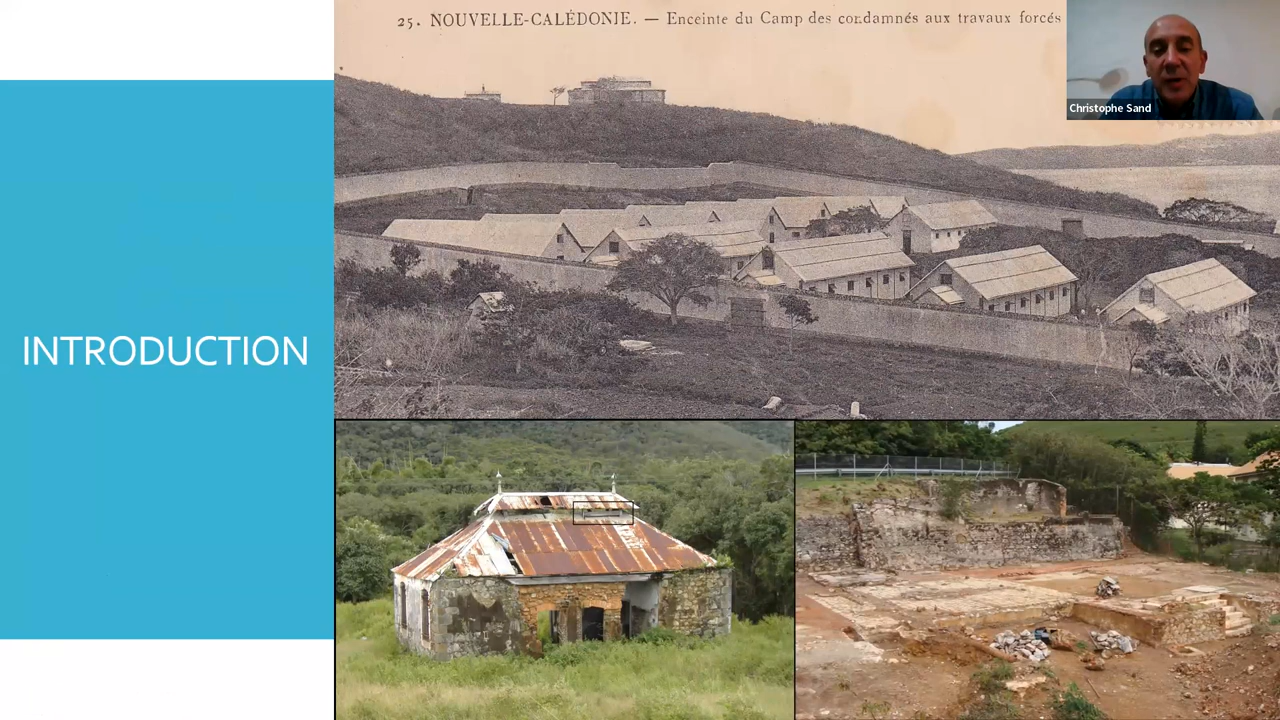 25. NOUVELLE-CALÉDONIE. — Enceinte du Camp des condamnés aux travaux forcés
Christophe Sand
INTRODUCTION